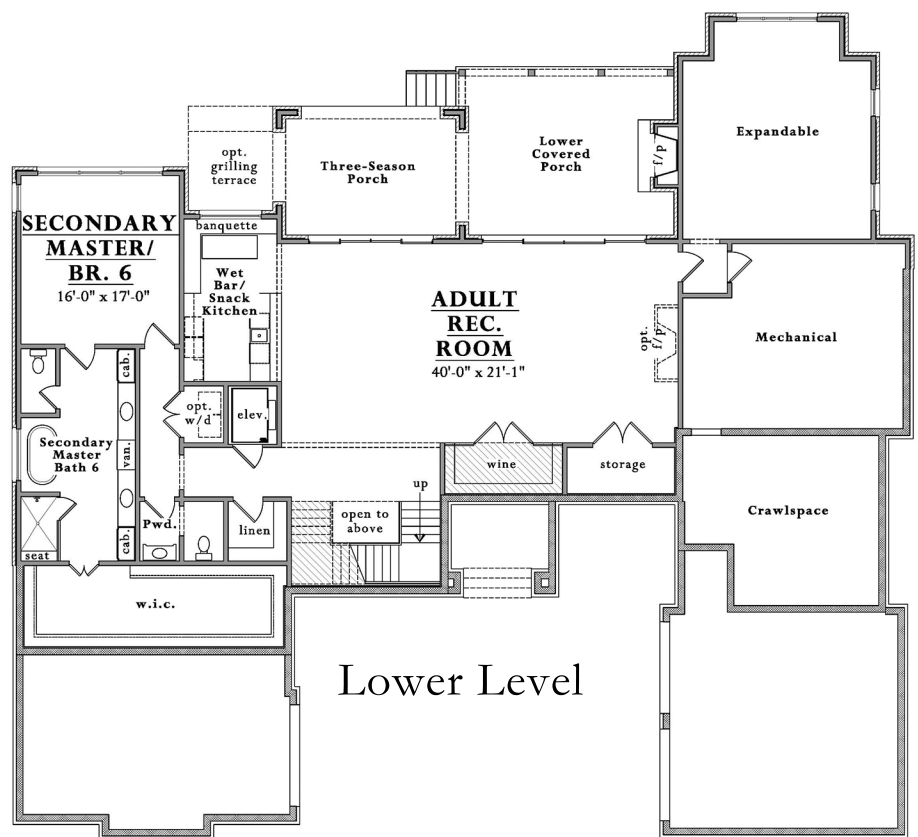 Expandable
Lower
Covered
Porch
f/p
opt.
grilling
terrace
Three-Season
Porch
SECONDARY
MASTER/
BR. 6
16'-0" x 17'-0"
banquette
Wet
Bar/
Snack
Kitchen
ADULT
REC.
ROOM
40'-0" x 21'-1"
opt.
f/p
Mechanical
cab.
opt.
w/d
elev.
Secondary
Master
Bath 6
van.
wine
storage
up
open to
above
Crawlspace
Pwd.
linen
seat
cab.
w.i.c.
Lower Level